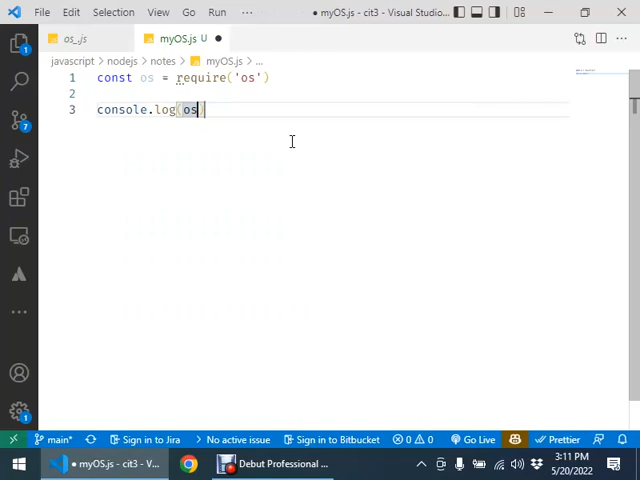 File Edit Selection View Go Run ··· ● myOS.js - cit3 - Visual Studio...
os_.js myOS.js U ●
javascript > nodejs > notes > myOS.js > ...
1 const os = require('os')
2
3 console.log(os)
1
7
1
main* Sign in to Jira No active issue Sign in to Bitbucket 0 0 Go Live Prettier
● myOS.js - cit3 - V... Debut Professional ... 3:11 PM
5/20/2022